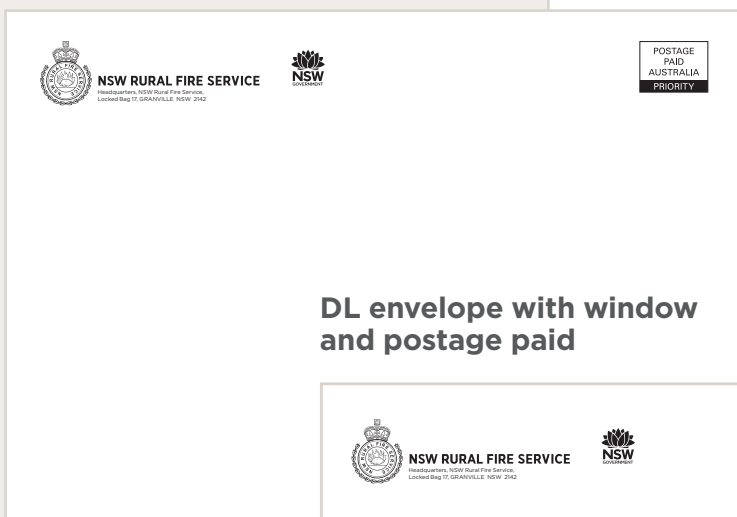 NSW RURAL FIRE SERVICE
Headquarters, NSW Rural Fire Service,
Locked Bag 17, GRANVILLE NSW 2142
NSW
GOVERNMENT
POSTAGE
PAID
AUSTRALIA
PRIORITY
DL envelope with window
and postage paid
NSW RURAL FIRE SERVICE
Headquarters, NSW Rural Fire Service,
Locked Bag 17, GRANVILLE NSW 2142
NSW
GOVERNMENT